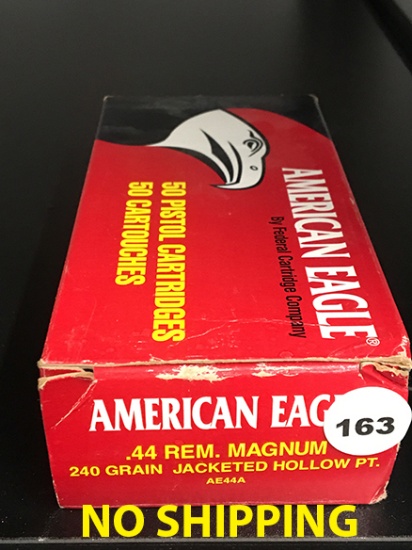 AMERICAN EAGLE®
By Federal Cartridge Company
50 PISTOL CARTRIDGES
50 CARTOUCHES
AMERICAN EAG
163
.44 REM. MAGNUM
240 GRAIN JACKETED HOLLOW PT.
AE44A
NO SHIPPING